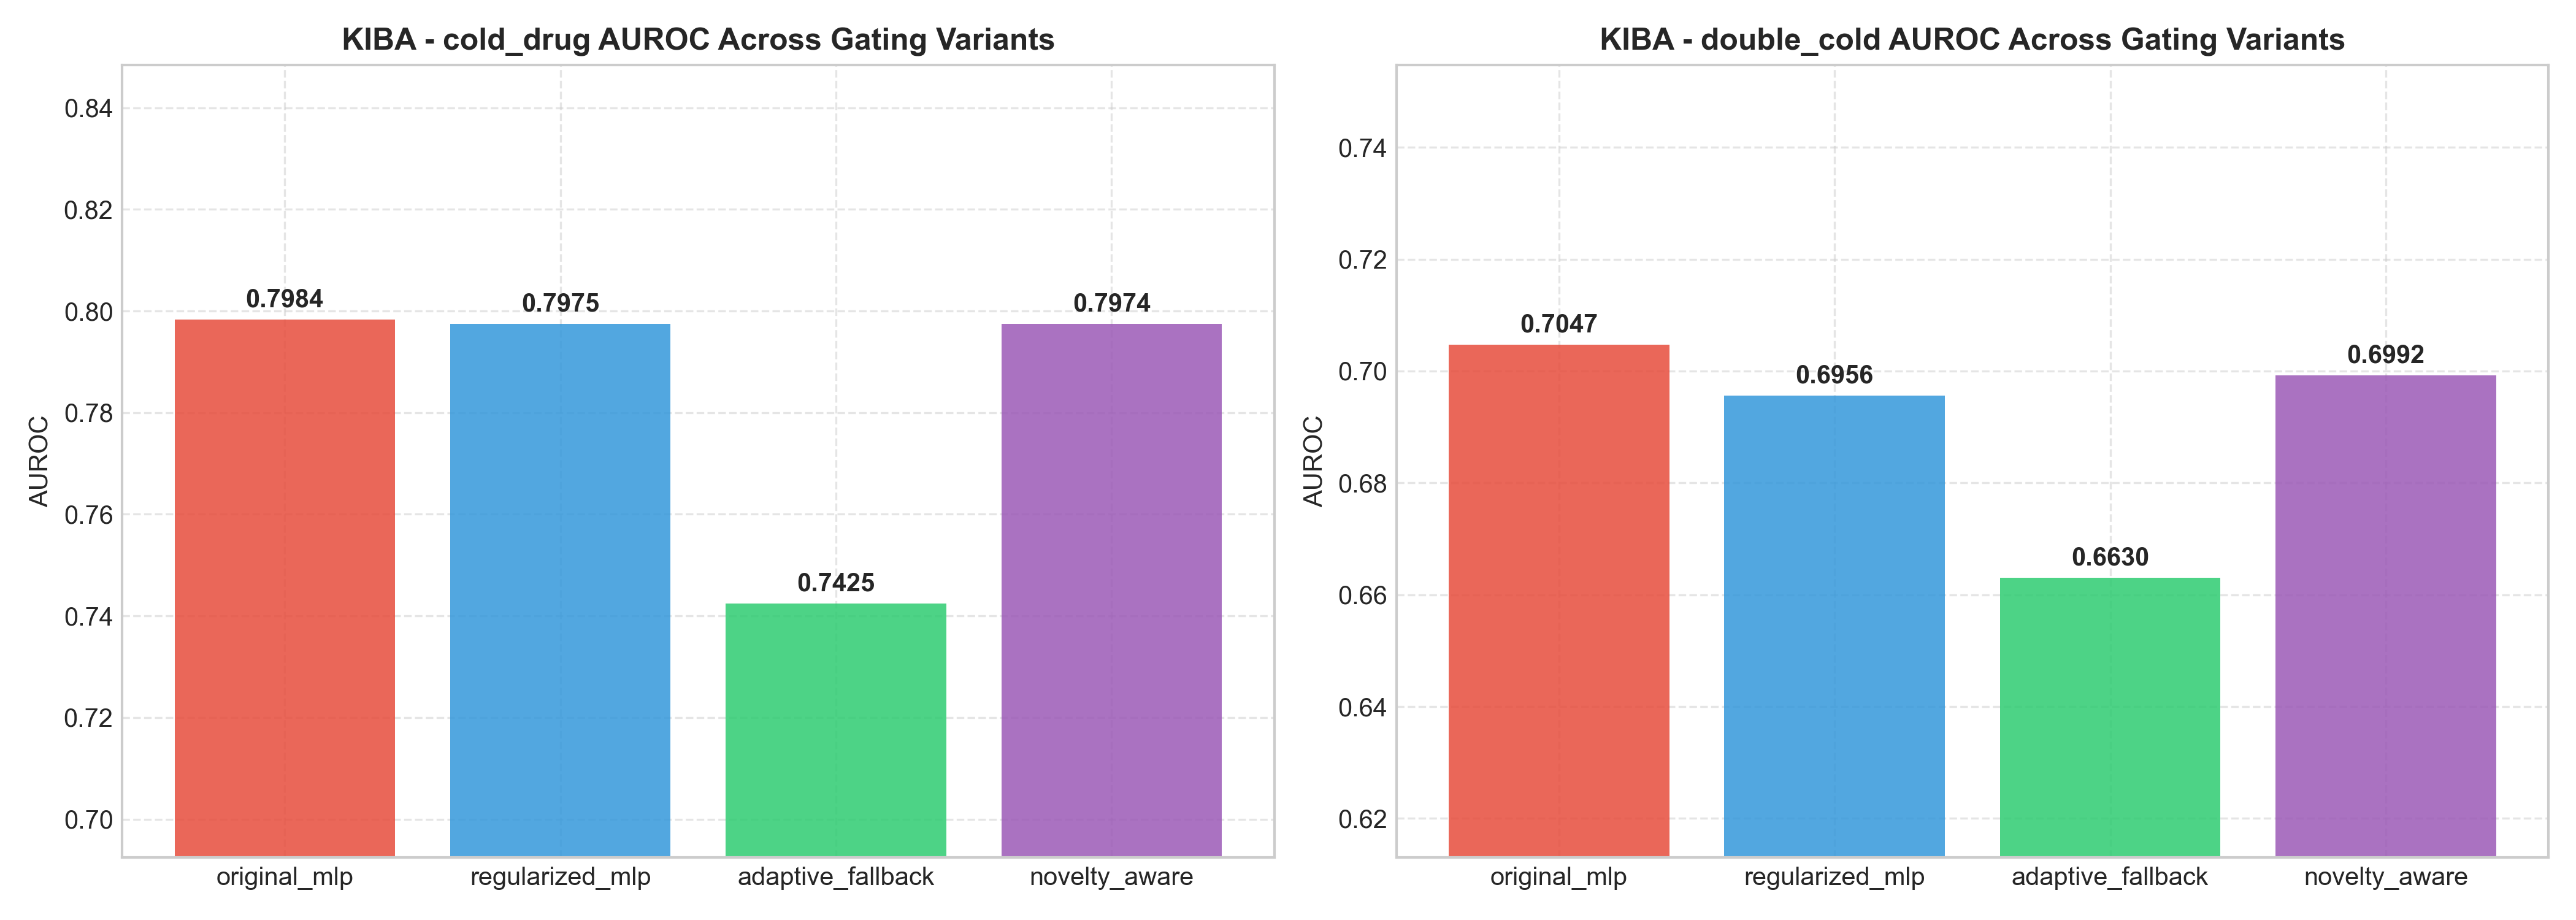 KIBA - cold_drug AUROC Across Gating Variants
AUROC
0.84
0.82
0.80
0.78
0.76
0.74
0.72
0.70
0.7984
0.7975
0.7425
0.7974
original_mlp
regularized_mlp
adaptive_fallback
novelty_aware
KIBA - double_cold AUROC Across Gating Variants
AUROC
0.74
0.72
0.70
0.68
0.66
0.64
0.62
0.7047
0.6956
0.6630
0.6992
original_mlp
regularized_mlp
adaptive_fallback
novelty_aware